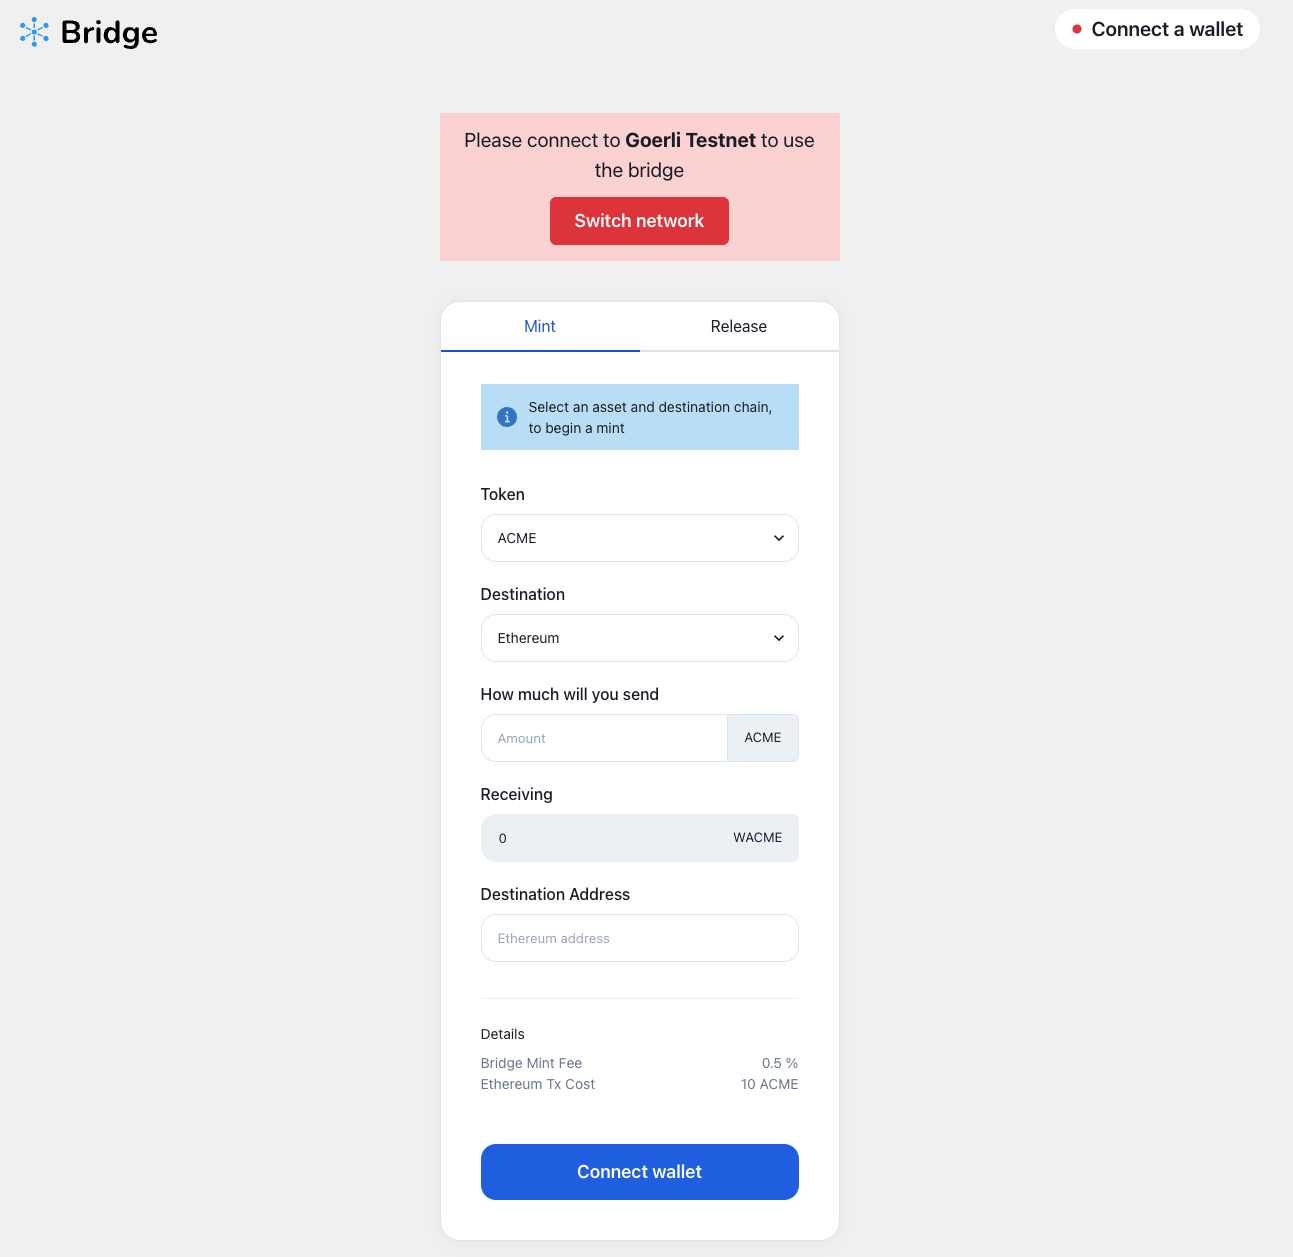 Bridge
Connect a wallet
Please connect to Goerli Testnet to use
the bridge
Switch network
Mint
Release
Select an asset and destination chain,
to begin a mint
Token
ACME
Destination
Ethereum
How much will you send
Amount
ACME
Receiving
0
WACME
Destination Address
Ethereum address
Details
Bridge Mint Fee
0.5 %
Ethereum Tx Cost
10 ACME
Connect wallet